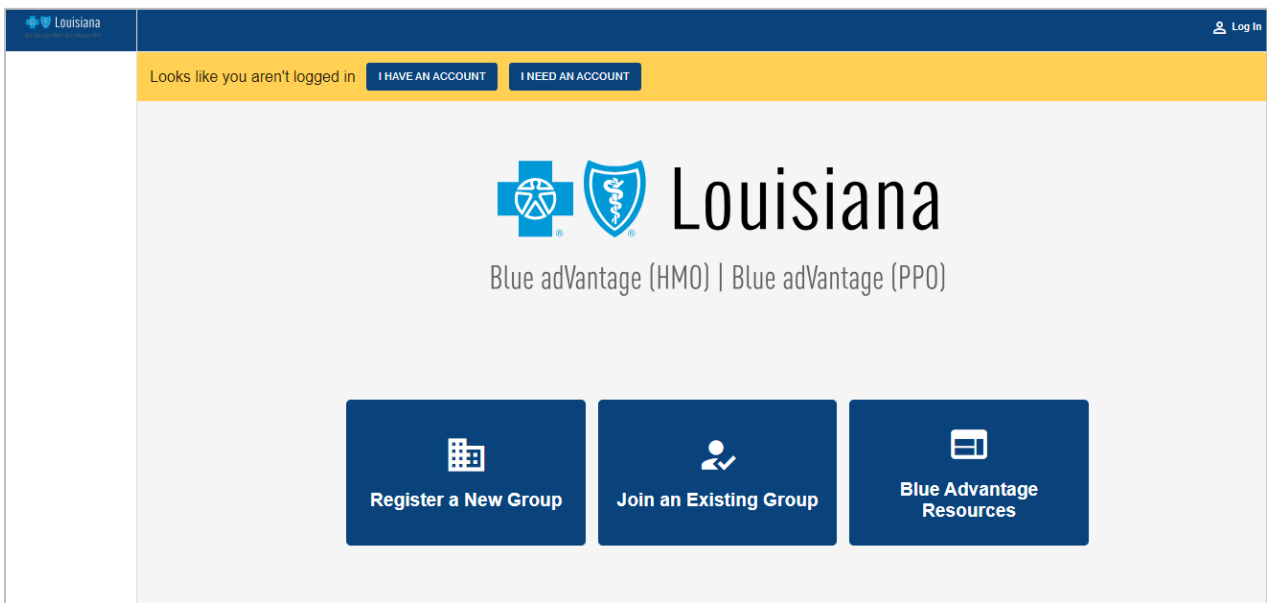 Louisiana
Log In
Looks like you aren't logged in
I HAVE AN ACCOUNT
I NEED AN ACCOUNT
Louisiana
Blue adVantage (HMO) | Blue adVantage (PPO)
Register a New Group
Join an Existing Group
Blue Advantage
Resources